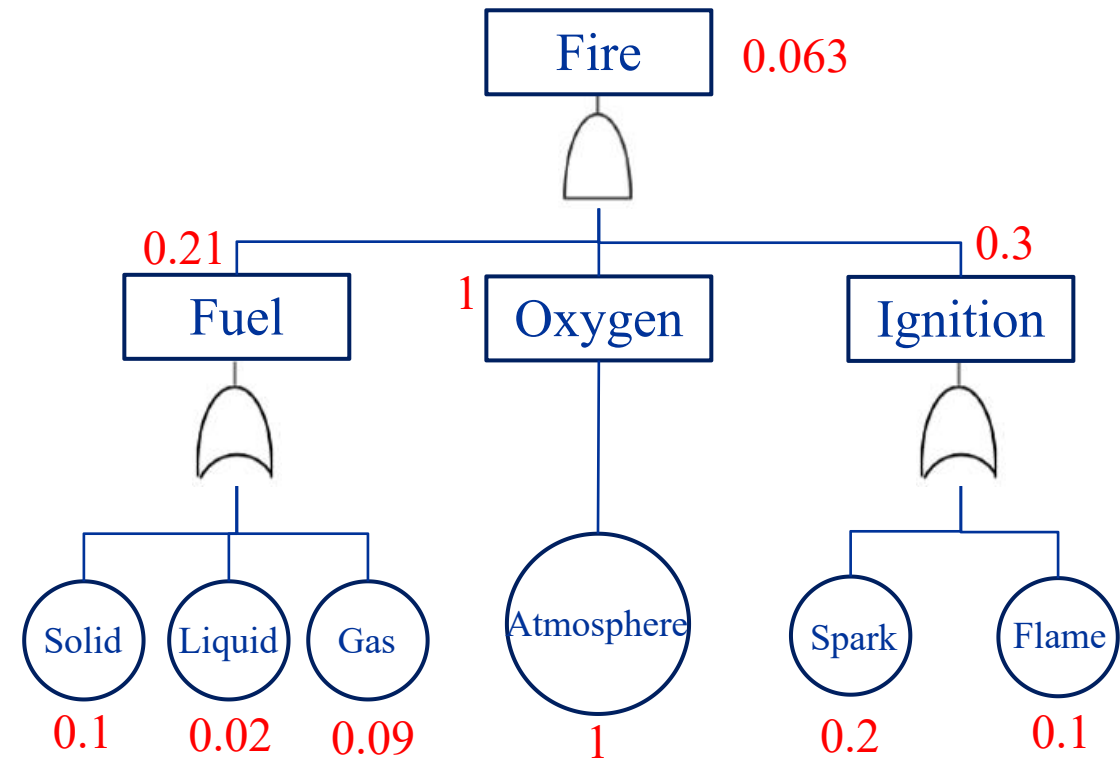 Fire
0.063
0.21
1
0.3
Fuel
Oxygen
Ignition
Solid
Liquid
Gas
Atmosphere
Spark
Flame
0.1
0.02
0.09
1
0.2
0.1